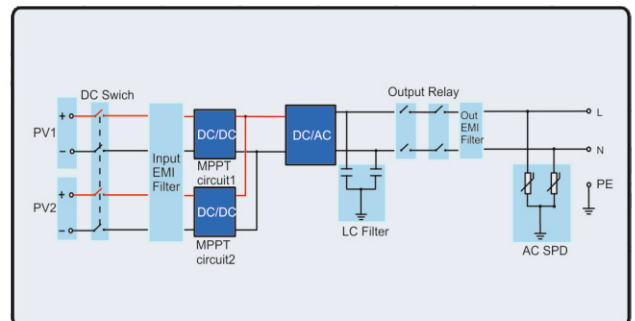 DC Swich
PV1
+
−
PV2
+
−
Input
EMI
Filter
DC/DC
MPPT
circuit1
DC/DC
MPPT
circuit2
DC/AC
LC Filter
Output Relay
Out
EMI
Filter
L
N
PE
AC SPD